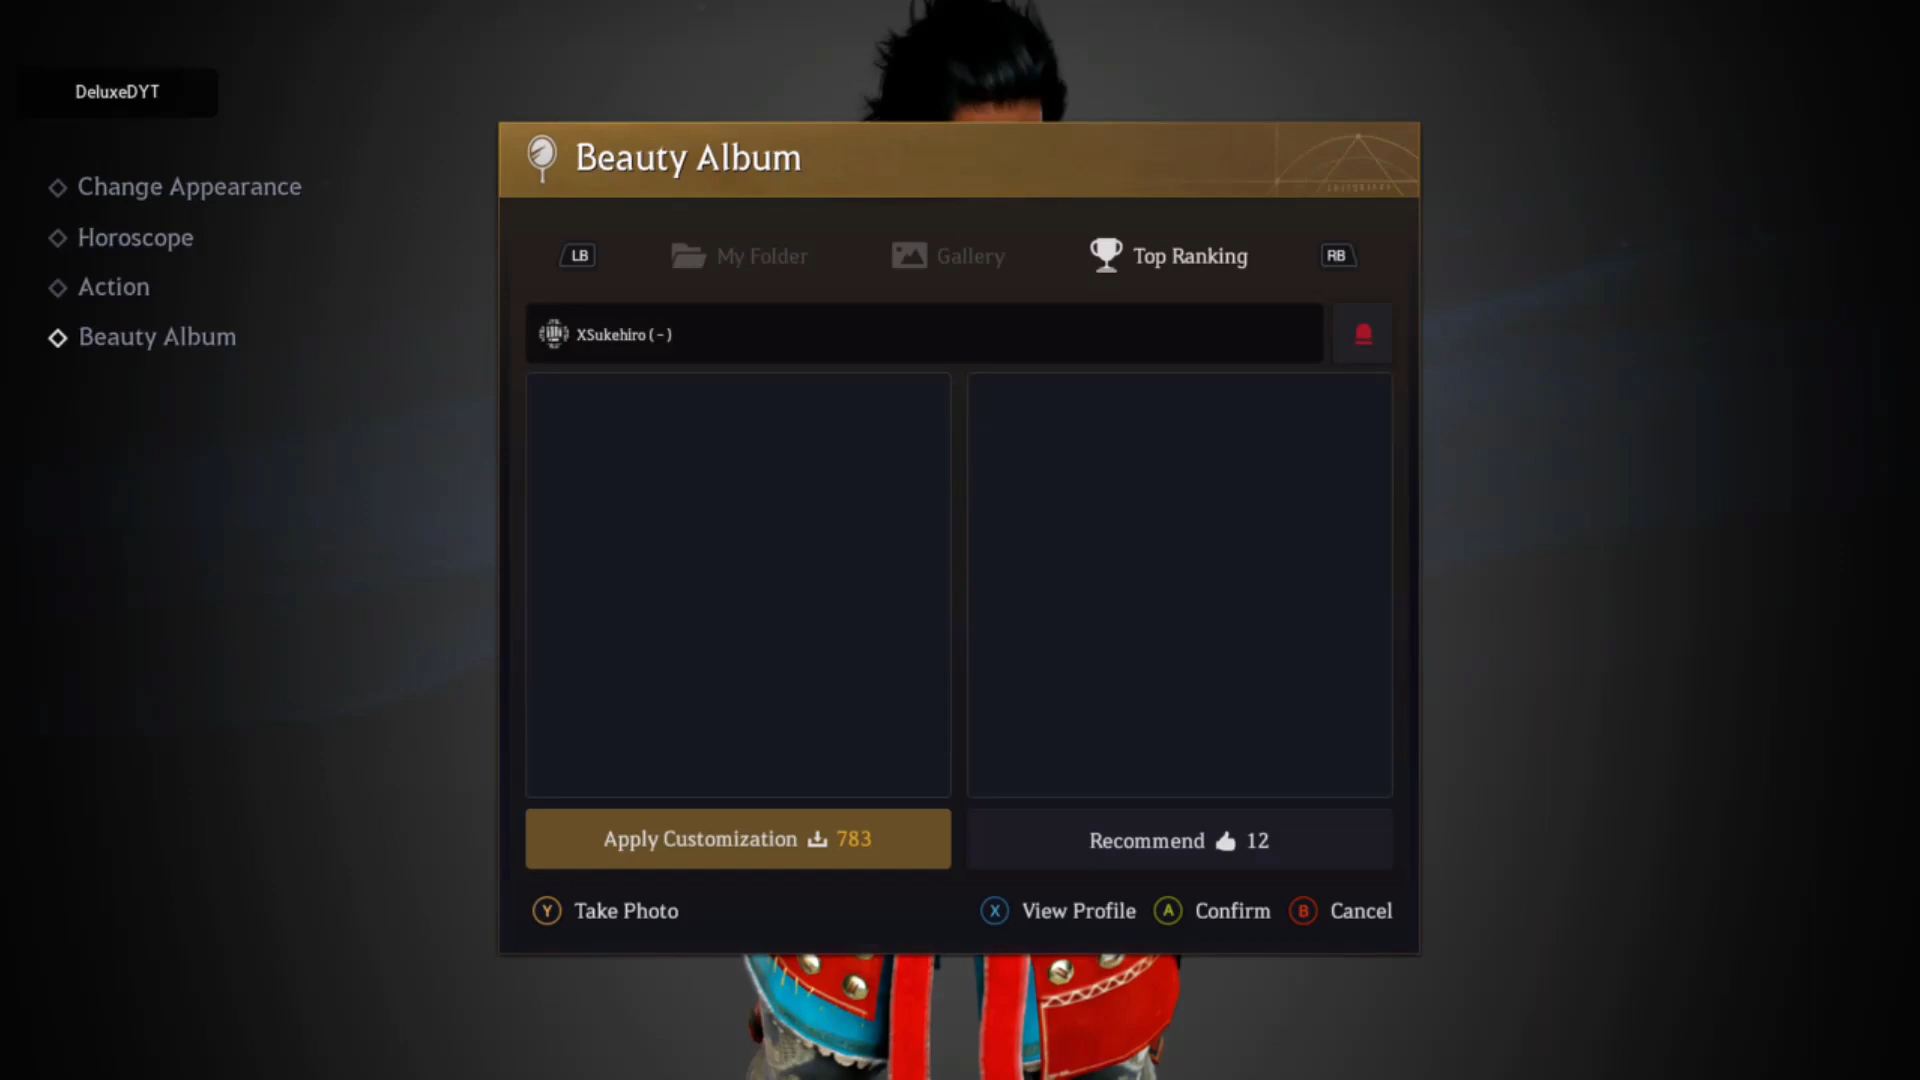 DeluxeDYT
Change Appearance
Horoscope
Action
Beauty Album
Beauty Album
LB
My Folder
Gallery
Top Ranking
RB
XSukehiro (-)
Apply Customization 783
Recommend 12
Y Take Photo
X View Profile
A Confirm
B Cancel